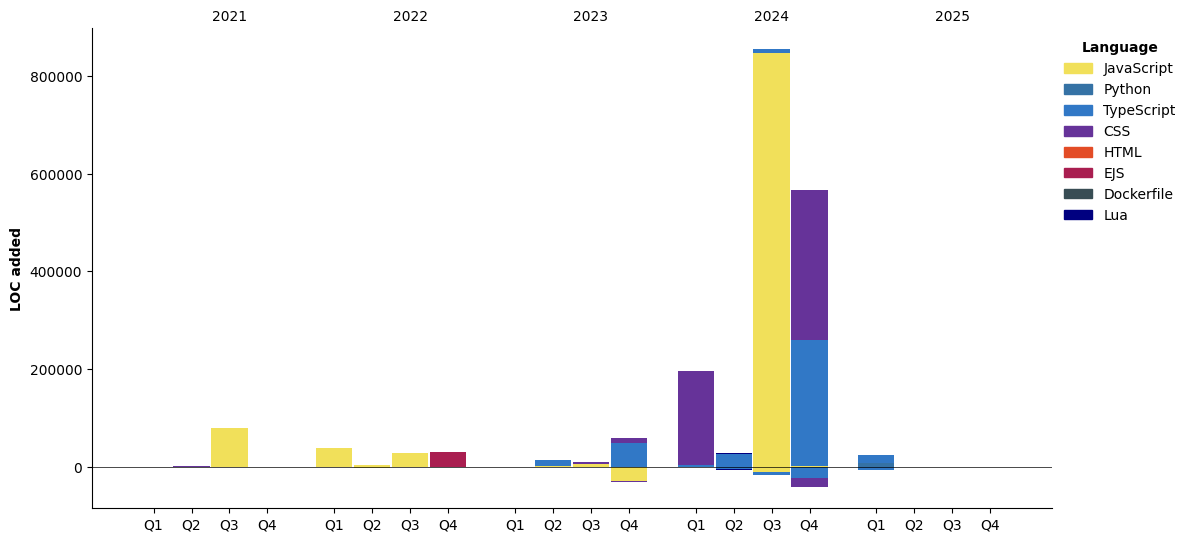 2021 2022 2023 2024 2025
Language
JavaScript
Python
TypeScript
CSS
HTML
EJS
Dockerfile
Lua
LOC added
800000
600000
400000
200000
0
Q1 Q2 Q3 Q4 Q1 Q2 Q3 Q4 Q1 Q2 Q3 Q4 Q1 Q2 Q3 Q4 Q1 Q2 Q3 Q4